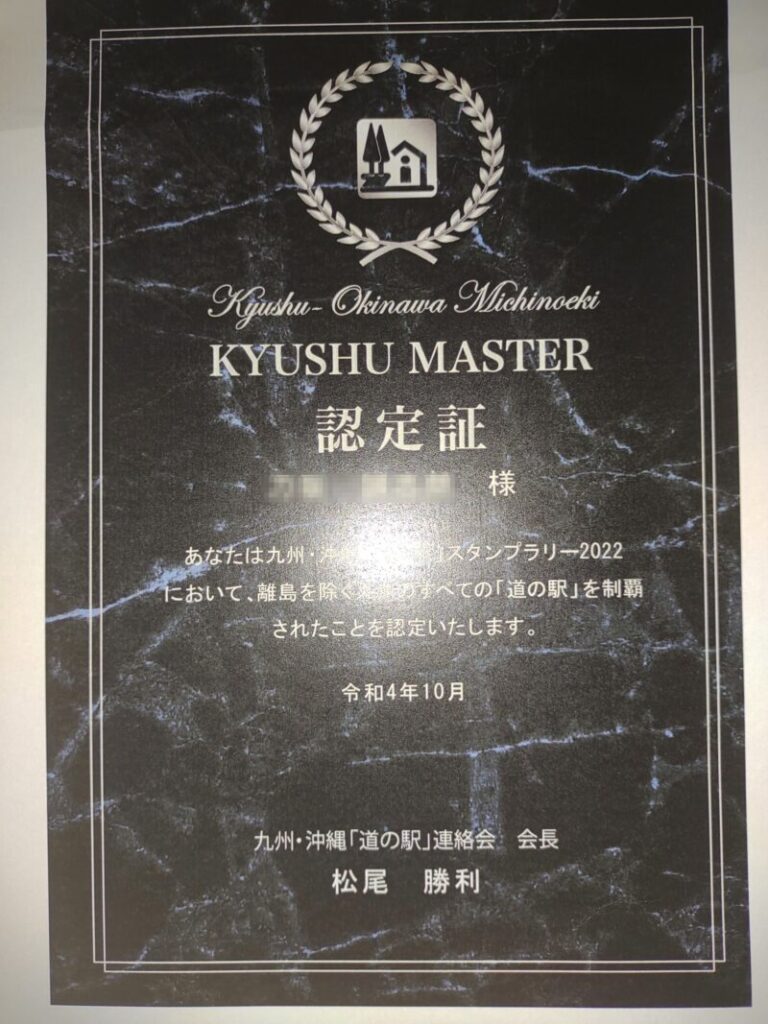 Kyushu-Okinawa Michinoeki
KYUSHU MASTER
認定証
様
あなたは九州・沖スタンプラリー2022
において、離島を除くのすべての「道の駅」を制覇
されたことを認定いたします。
令和4年10月
九州・沖縄「道の駅」連絡会　会長
松尾　勝利